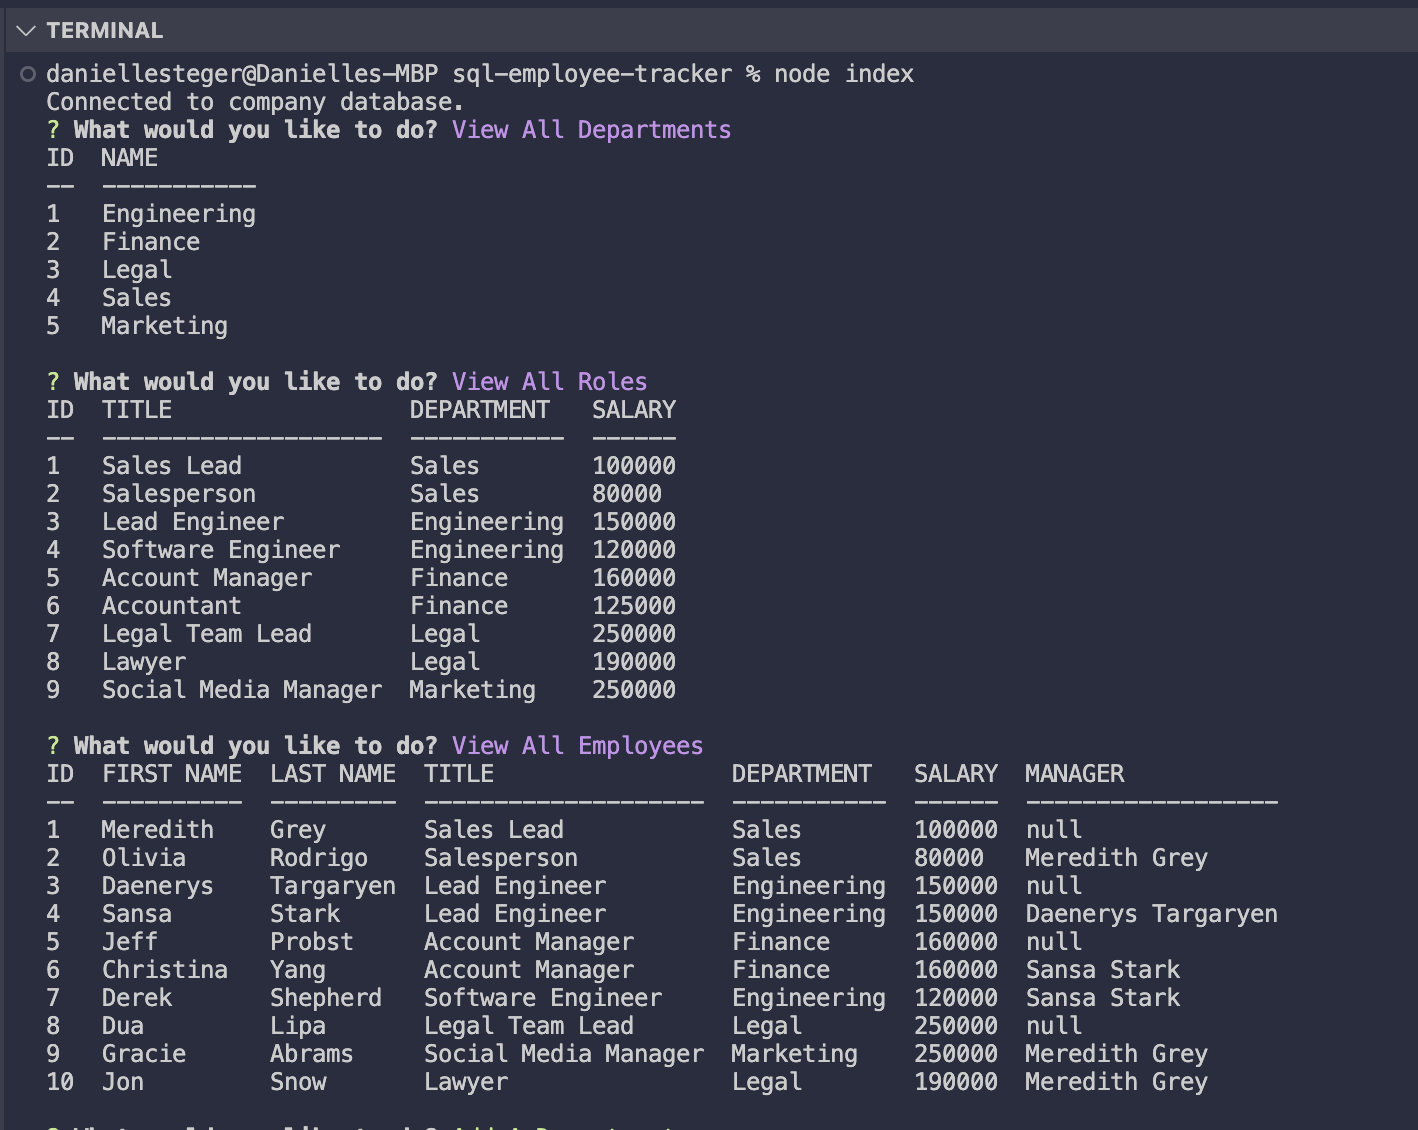 TERMINAL
daniellesteger@Danielles-MBP sql-employee-tracker % node index
Connected to company database.
? What would you like to do? View All Departments
ID  NAME
--  -----------
1   Engineering
2   Finance
3   Legal
4   Sales
5   Marketing
? What would you like to do? View All Roles
ID  TITLE                 DEPARTMENT   SALARY
--  --------------------  -----------  ------
1   Sales Lead            Sales        100000
2   Salesperson           Sales        80000
3   Lead Engineer         Engineering  150000
4   Software Engineer     Engineering  120000
5   Account Manager       Finance      160000
6   Accountant            Finance      125000
7   Legal Team Lead       Legal        250000
8   Lawyer                Legal        190000
9   Social Media Manager  Marketing    250000
? What would you like to do? View All Employees
ID  FIRST NAME  LAST NAME  TITLE                 DEPARTMENT   SALARY  MANAGER
--  ----------  ---------  --------------------  -----------  ------  ------------------
1   Meredith    Grey       Sales Lead            Sales        100000  null
2   Olivia      Rodrigo    Salesperson           Sales        80000   Meredith Grey
3   Daenerys    Targaryen  Lead Engineer         Engineering  150000  null
4   Sansa       Stark      Lead Engineer         Engineering  150000  Daenerys Targaryen
5   Jeff        Probst     Account Manager       Finance      160000  null
6   Christina   Yang       Account Manager       Finance      160000  Sansa Stark
7   Derek       Shepherd   Software Engineer     Engineering  120000  Sansa Stark
8   Dua         Lipa       Legal Team Lead       Legal        250000  null
9   Gracie      Abrams     Social Media Manager  Marketing    250000  Meredith Grey
10  Jon         Snow       Lawyer                Legal        190000  Meredith Grey